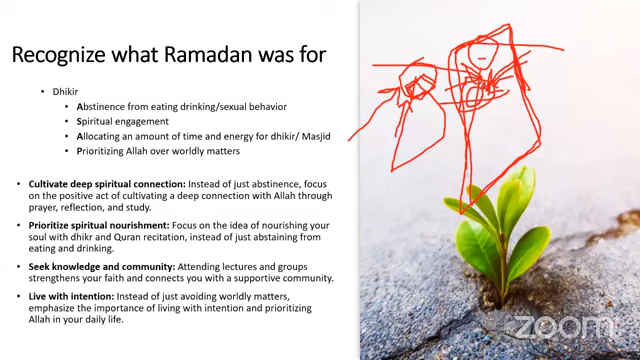 Recognize what Ramadan was for
• Dhikir
• Abstinence from eating drinking/sexual behavior
• Spiritual engagement
• Allocating an amount of time and energy for dhikir/ Masjid
• Prioritizing Allah over worldly matters
• Cultivate deep spiritual connection: Instead of just abstinence, focus
on the positive act of cultivating a deep connection with Allah through
prayer, reflection, and study.
• Prioritize spiritual nourishment: Focus on the idea of nourishing your
soul with dhikr and Quran recitation, instead of just abstaining from
eating and drinking.
• Seek knowledge and community: Attending lectures and groups
strengthens your faith and connects you with a supportive community.
• Live with intention: Instead of just avoiding worldly matters,
emphasize the importance of living with intention and prioritizing
Allah in your daily life.
zoom